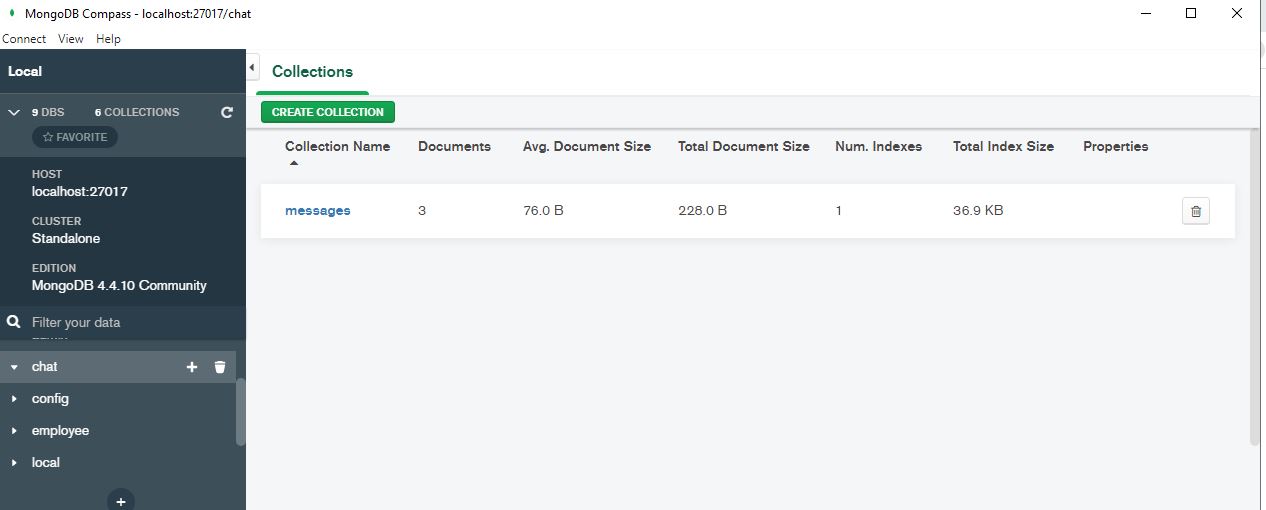 MongoDB Compass - localhost:27017/chat
Connect View Help
Local
9 DBS 6 COLLECTIONS
FAVORITE
HOST
localhost:27017
CLUSTER
Standalone
EDITION
MongoDB 4.4.10 Community
Filter your data
chat
config
employee
local
Collections
CREATE COLLECTION
Collection Name Documents Avg. Document Size Total Document Size Num. Indexes Total Index Size Properties
messages 3 76.0 B 228.0 B 1 36.9 KB